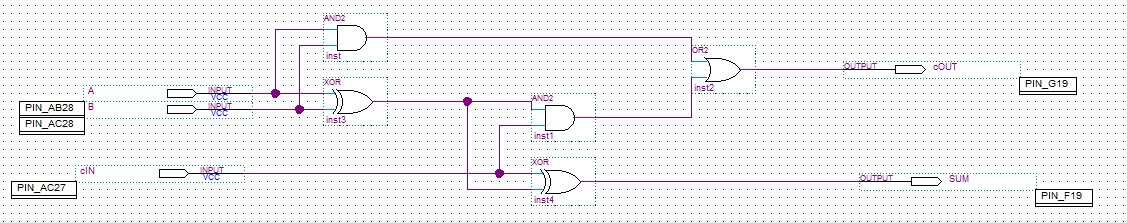 AND2
inst
OR2
inst2
OUTPUT
cOUT
PIN_G19
A
INPUT
VCC
PIN_AB28
B
INPUT
VCC
PIN_AC28
XOR
inst3
AND2
inst1
cIN
INPUT
VCC
PIN_AC27
XOR
inst4
OUTPUT
SUM
PIN_F19